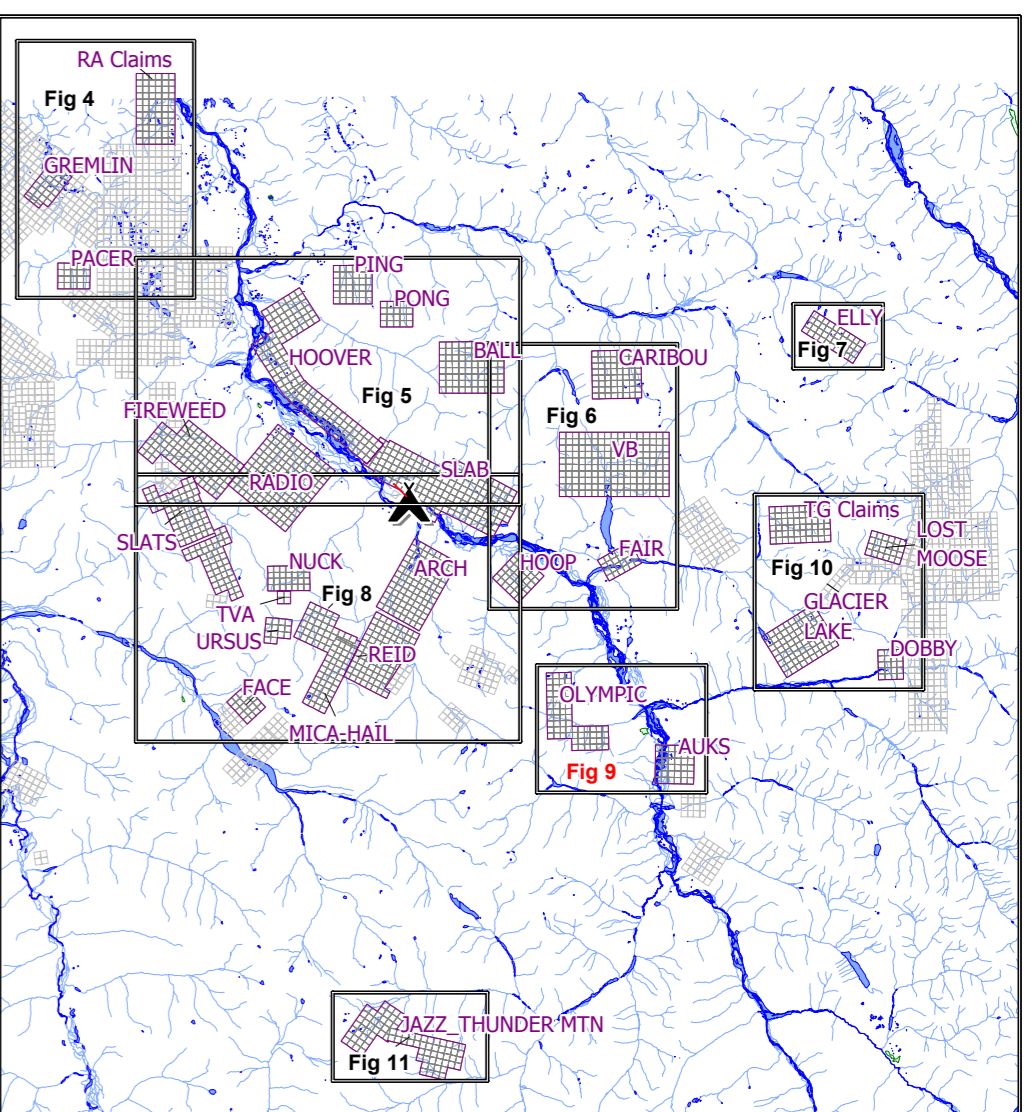 RA Claims
Fig 4
GREMLIN
PACER
PING
PONG
HOOVER
BALL
CARIBOU
ELLY
Fig 7
Fig 5
Fig 6
FIREWEED
VB
SLAB
RADIO
TG Claims
LOST
MOOSE
SLATS
NUCK
ARCH
HOOP
FAIR
Fig 10
Fig 8
GLACIER
TVA
URSUS
REID
LAKE
DOBBY
FACE
OLYMPIC
MICA-HAIL
AUKS
Fig 9
JAZZ_THUNDER MTN
Fig 11